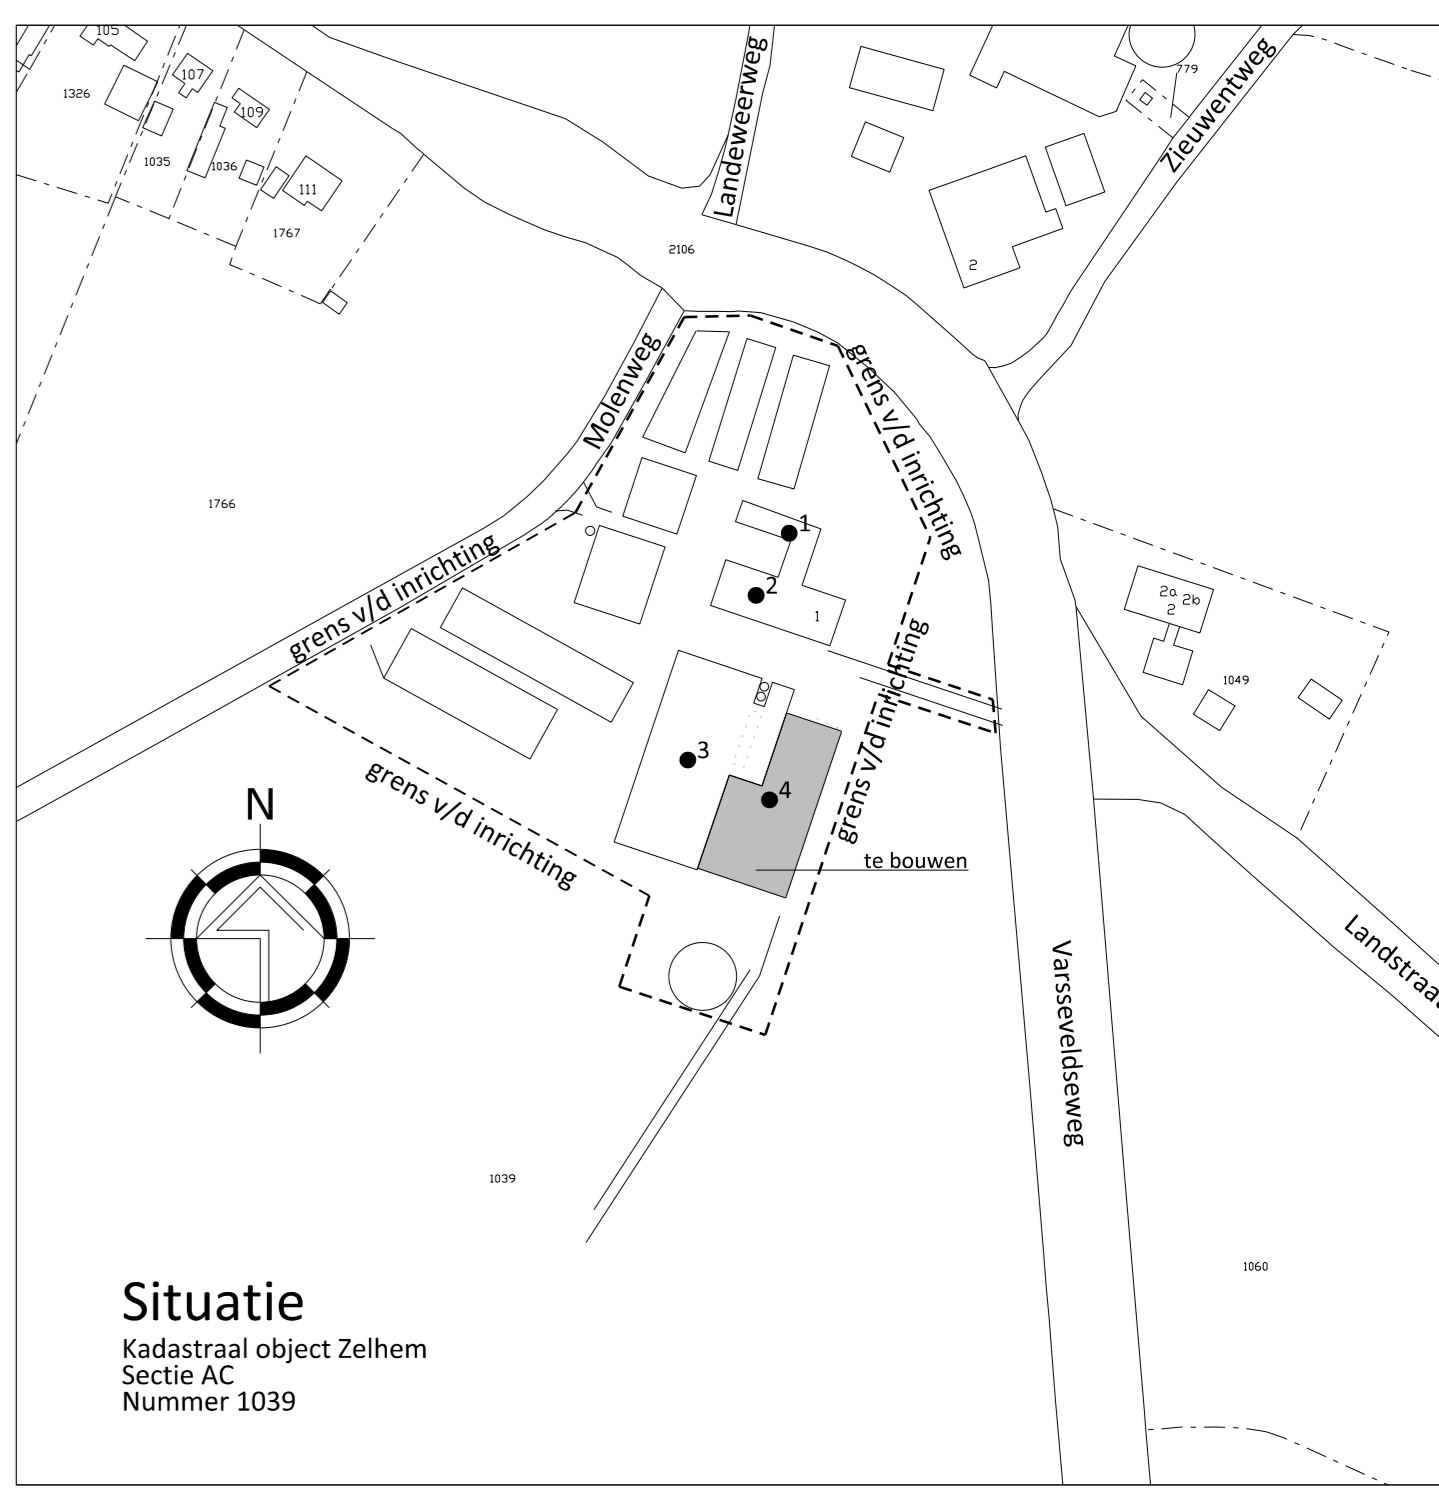 105
107
1326
109
1035
1036
111
1767
Landeweerweg
779
Zieuwentweg
2106
2
Molenweg
grens v/d inrichting
1766
1
grens v/d inrichting
2
1
2a
2b
2
1049
grens v/d inrichting
grens v/d inrichting
3
4
grens v/d inrichting
te bouwen
N
Varsseveldseweg
1039
1060
Situatie
Kadastraal object Zelhem
Sectie AC
Nummer 1039